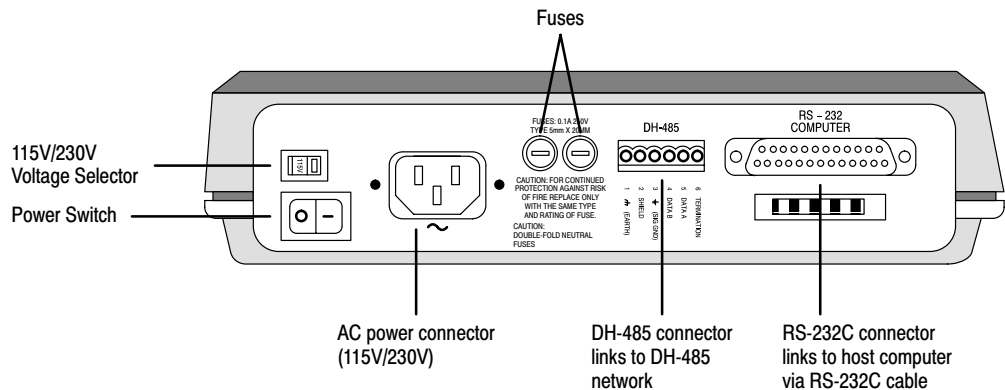 Fuses
FUSES: 0.1A 250V
TYPE 5mm X 20MM
DH-485
RS - 232
COMPUTER
115V/230V
Voltage Selector
115V
Power Switch
CAUTION: FOR CONTINUED
PROTECTION AGAINST RISK
OF FIRE REPLACE ONLY
WITH THE SAME TYPE
AND RATING OF FUSE.
CAUTION:
DOUBLE-FOLD NEUTRAL
FUSES
1 (EARTH)
2 SHIELD
3 (SIG GND)
4 DATA B
5 DATA A
6 TERMINATION
AC power connector
(115V/230V)
DH-485 connector
links to DH-485
network
RS-232C connector
links to host computer
via RS-232C cable